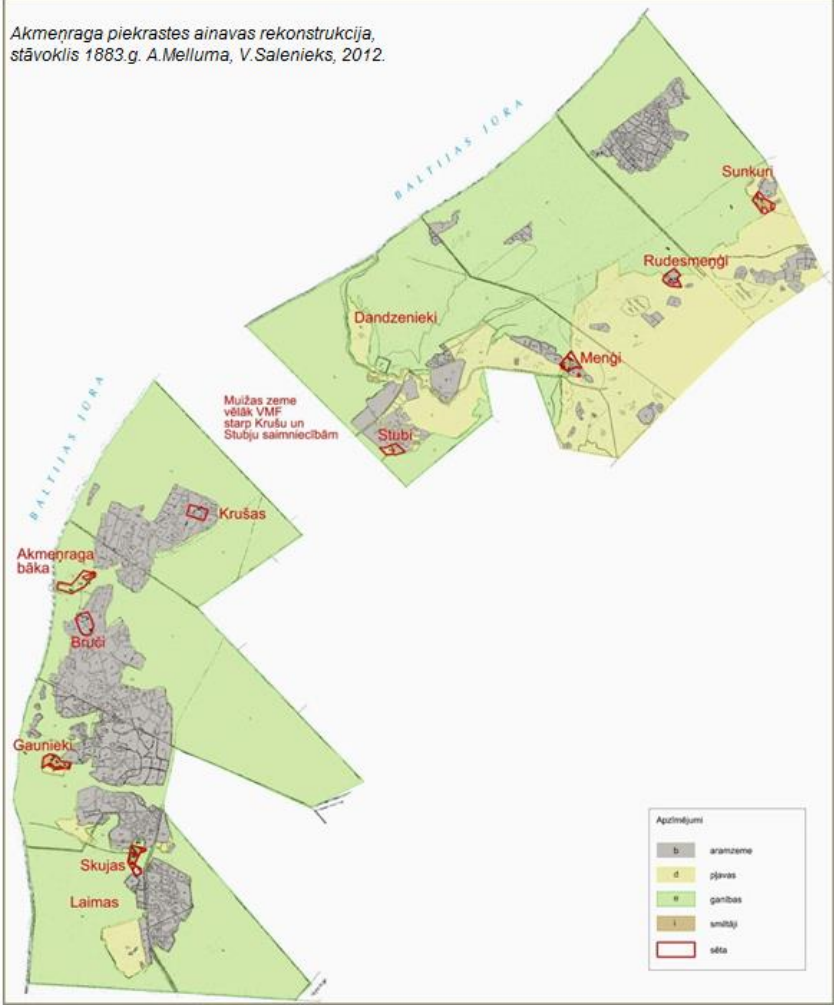 Akmeņraga piekrastes ainavas rekonstrukcija,
stāvoklis 1883.g. A.Melluma, V.Salenieks, 2012.
BALTIJAS JŪRA
Sunkuri
Rudesmeņģi
Dandzenieki
Meņģi
Muižas zeme
vēlāk VMF
starp Krušu un
Stubju saimniecībām
Stubi
BALTIJAS JŪRA
Krušas
Akmeņraga
bāka
Bruči
Gaunieki
Skujas
Laimas
Apzīmējumi
b aramzeme
d pļavas
e ganības
i smiltāji
sēta